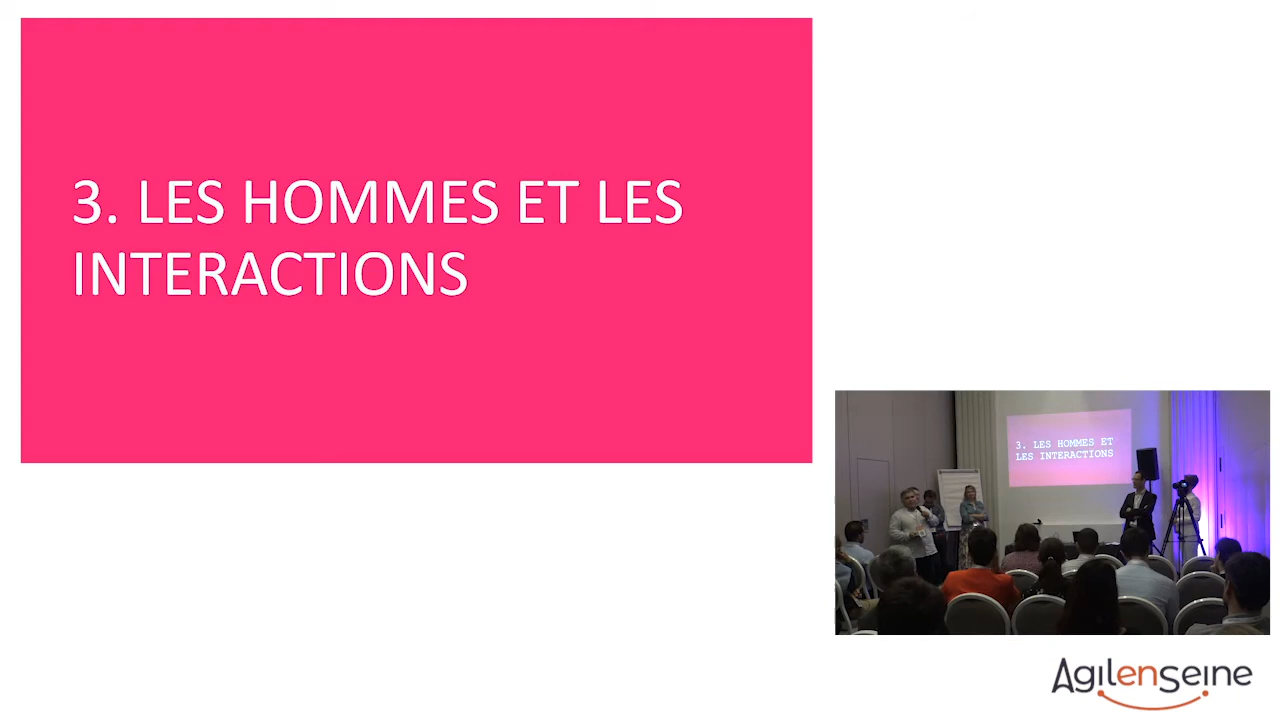 3. LES HOMMES ET LES
INTERACTIONS
3. LES HOMMES ET
LES INTERACTIONS
Agilenseine